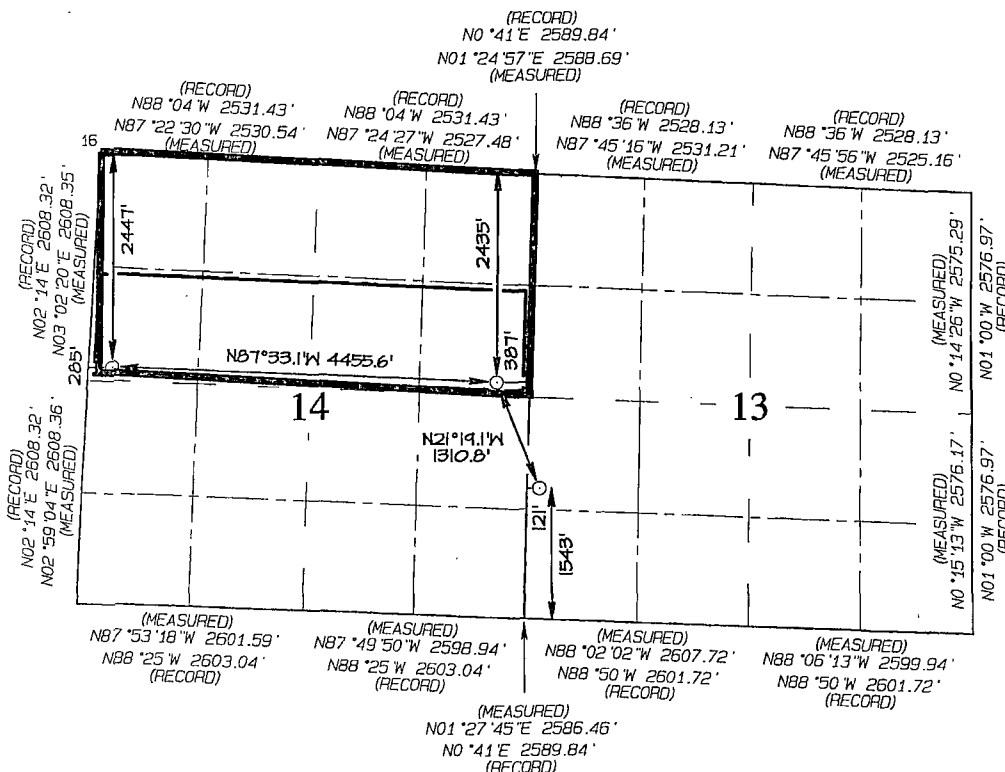 (RECORD)
N0 °41'E 2589.84'
N01 °24'57"E 2588.69'
(MEASURED)
(RECORD)
N88 °04'W 2531.43'
N87 °22'30"W 2530.54'
(MEASURED)
(RECORD)
N88 °04'W 2531.43'
N87 °24'27"W 2527.48'
(MEASURED)
(RECORD)
N88 °36'W 2528.13'
N87 °45'16"W 2531.21'
(MEASURED)
(RECORD)
N88 °36'W 2528.13'
N87 °45'56"W 2525.16'
(MEASURED)
16
(RECORD)
N02 °14'E 2608.32'
N03 °02'20"E 2608.35'
(MEASURED)
2447'
2435'
(MEASURED)
N0 °14'26"W 2575.29'
N01 °00'W 2576.97'
(RECORD)
285'
N87°33.1'W 4455.6'
387'
14
13
N21°19.1'W
1310.8'
(RECORD)
N02 °14'E 2608.32'
N02 °59'04"E 2608.36'
(MEASURED)
121'
1543'
(MEASURED)
N0 °15'13"W 2576.17'
N01 °00'W 2576.97'
(RECORD)
(MEASURED)
N87 °53'18"W 2601.59'
N88 °25'W 2603.04'
(RECORD)
(MEASURED)
N87 °49'50"W 2598.94'
N88 °25'W 2603.04'
(RECORD)
(MEASURED)
N88 °02'02"W 2607.72'
N88 °50'W 2601.72'
(RECORD)
(MEASURED)
N88 °06'13"W 2599.94'
N88 °50'W 2601.72'
(RECORD)
(MEASURED)
N01 °27'45"E 2586.46'
N0 °41'E 2589.84'
(RECORD)